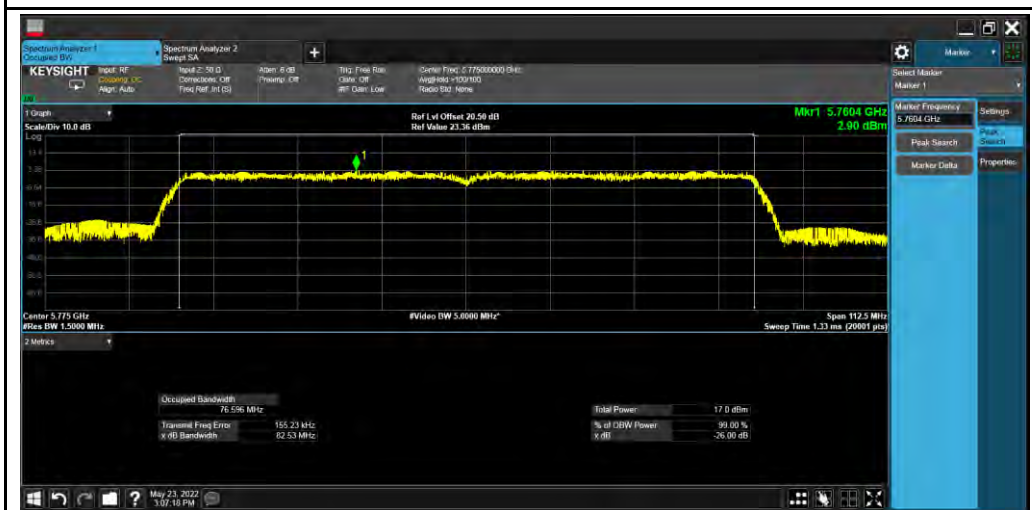 Spectrum Analyzer 1
Occupied BW
Spectrum Analyzer 2
Swept SA
+
Marker
KEYSIGHT
Input: RF
Coupling: DC
Align: Auto
Input Z: 50 Ω
Corrections: Off
Freq Ref: Int (S)
Atten: 6 dB
Preamp: Off
Trig: Free Run
Gate: Off
#IF Gain: Low
Center Freq: 5.775000000 GHz
Avg|Hold: >100/100
Radio Std: None
Select Marker
Marker 1
Marker Frequency
5.7604 GHz
Settings
Peak Search
Peak
Search
Marker Delta
Properties
1 Graph
Scale/Div 10.0 dB
Log
Ref Lvl Offset 20.50 dB
Ref Value 23.36 dBm
Mkr1 5.7604 GHz
2.90 dBm
1
Center 5.775 GHz
#Res BW 1.5000 MHz
#Video BW 5.0000 MHz*
Span 112.5 MHz
Sweep Time 1.33 ms (20001 pts)
2 Metrics
Occupied Bandwidth
76.596 MHz
Total Power 17.0 dBm
Transmit Freq Error 155.23 kHz
% of OBW Power 99.00 %
x dB Bandwidth 82.53 MHz
x dB -26.00 dB
?
May 23, 2022
3:07:18 PM